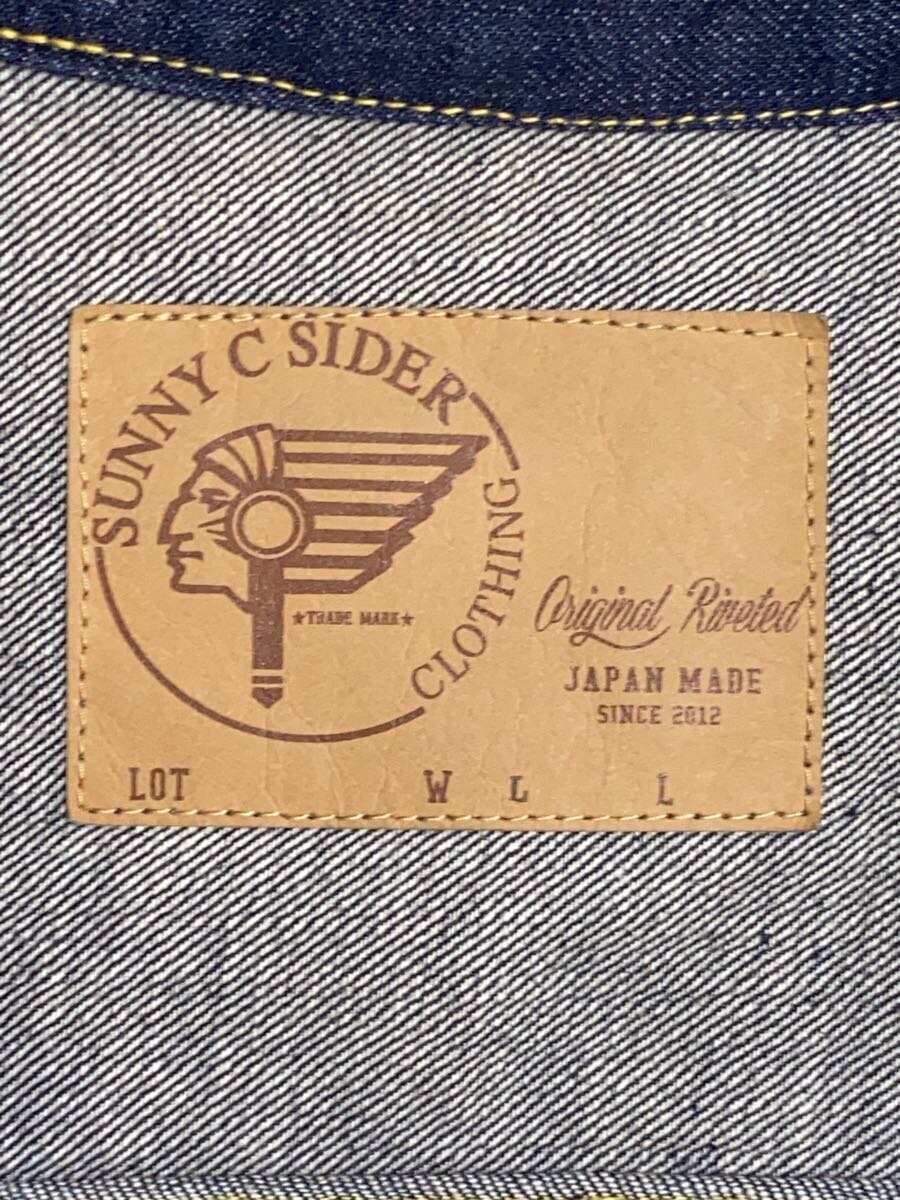 SUNNY C SIDER
CLOTHING
★TRADE MARK★
Original Riveted
JAPAN MADE
SINCE 2012
LOT W L L